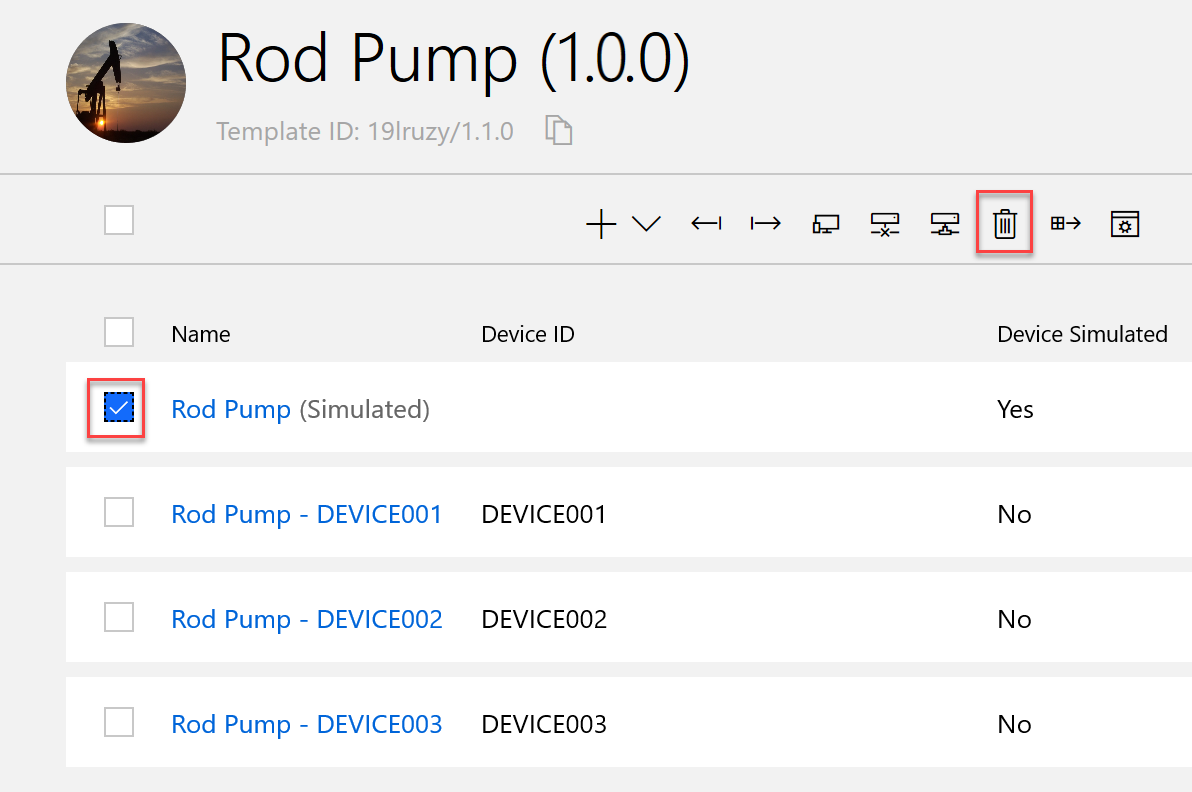 Rod Pump (1.0.0)
Template ID: 19lruzy/1.1.0
Name Device ID Device Simulated
Rod Pump (Simulated) Yes
Rod Pump - DEVICE001 DEVICE001 No
Rod Pump - DEVICE002 DEVICE002 No
Rod Pump - DEVICE003 DEVICE003 No